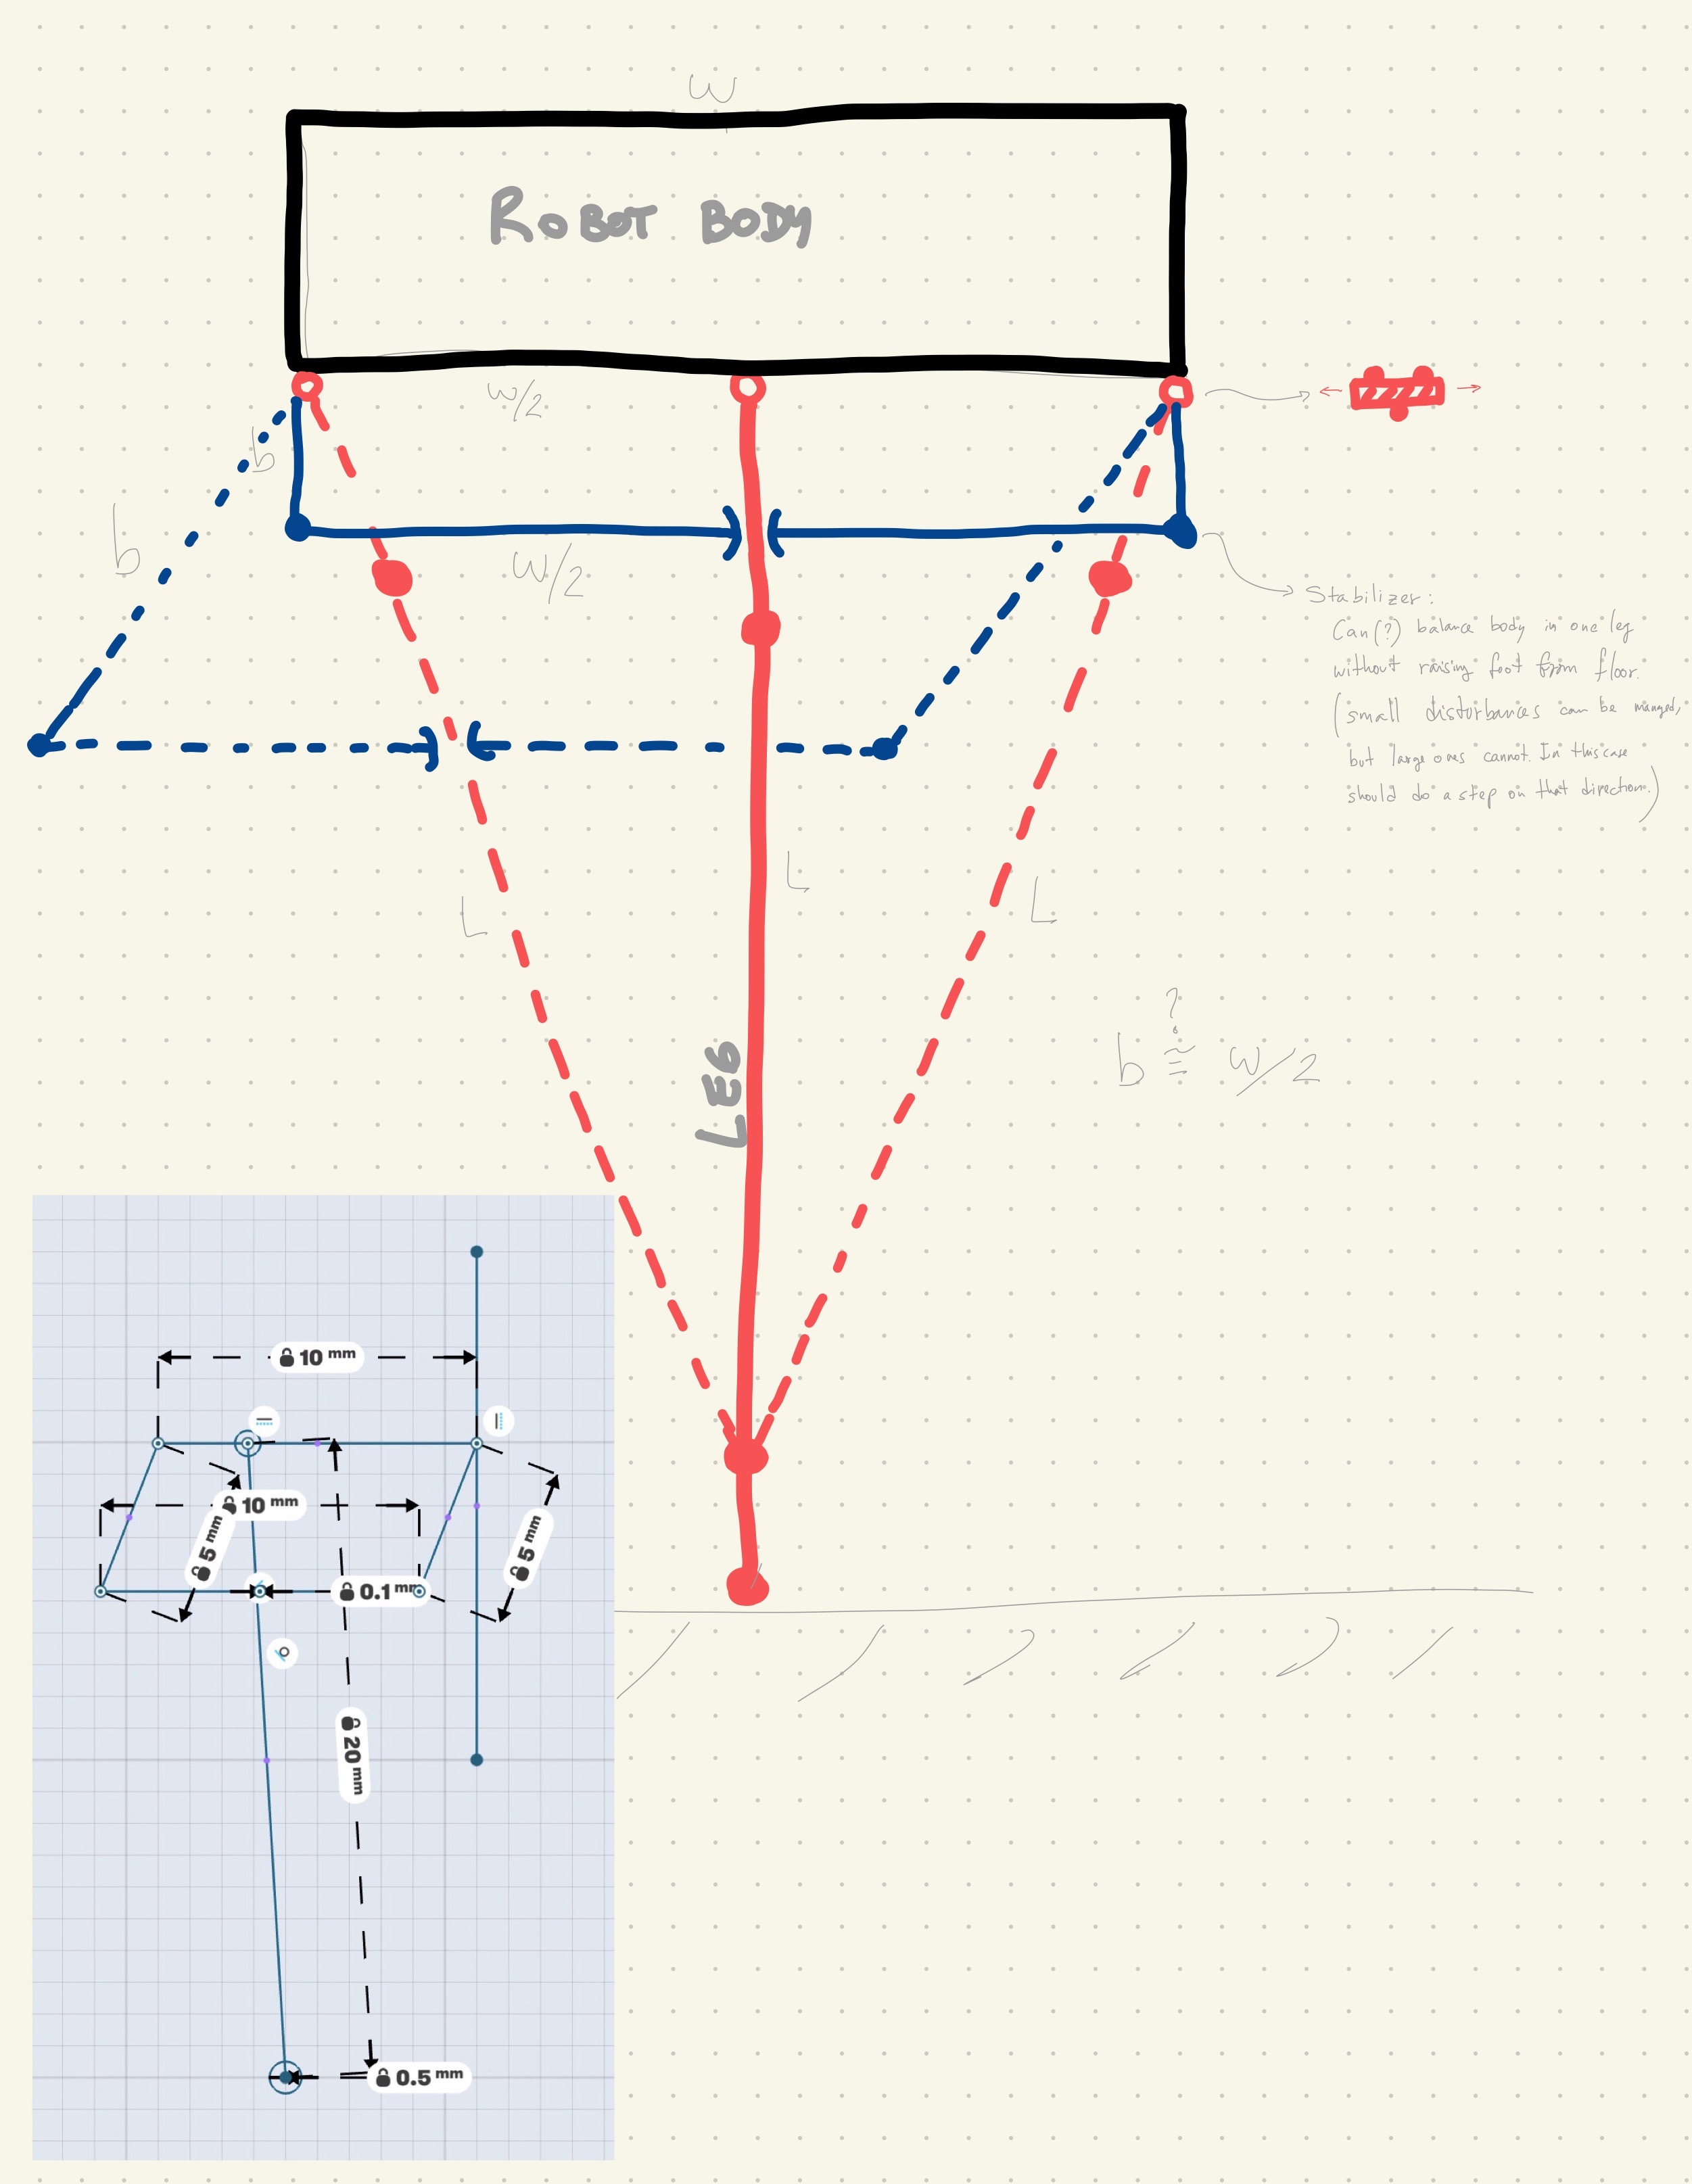 W
ROBOT BODY
W/2
b
b
W/2
Stabilizer:
Can(?) balance body in one leg
without raising foot from floor.
(small disturbances can be manged,
but large ones cannot. In this case
should do a step on that direction.)
L
L
L
?
b ≅ W/2
LEG
10 mm
10 mm
5 mm
5 mm
0.1 mm
20 mm
0.5 mm